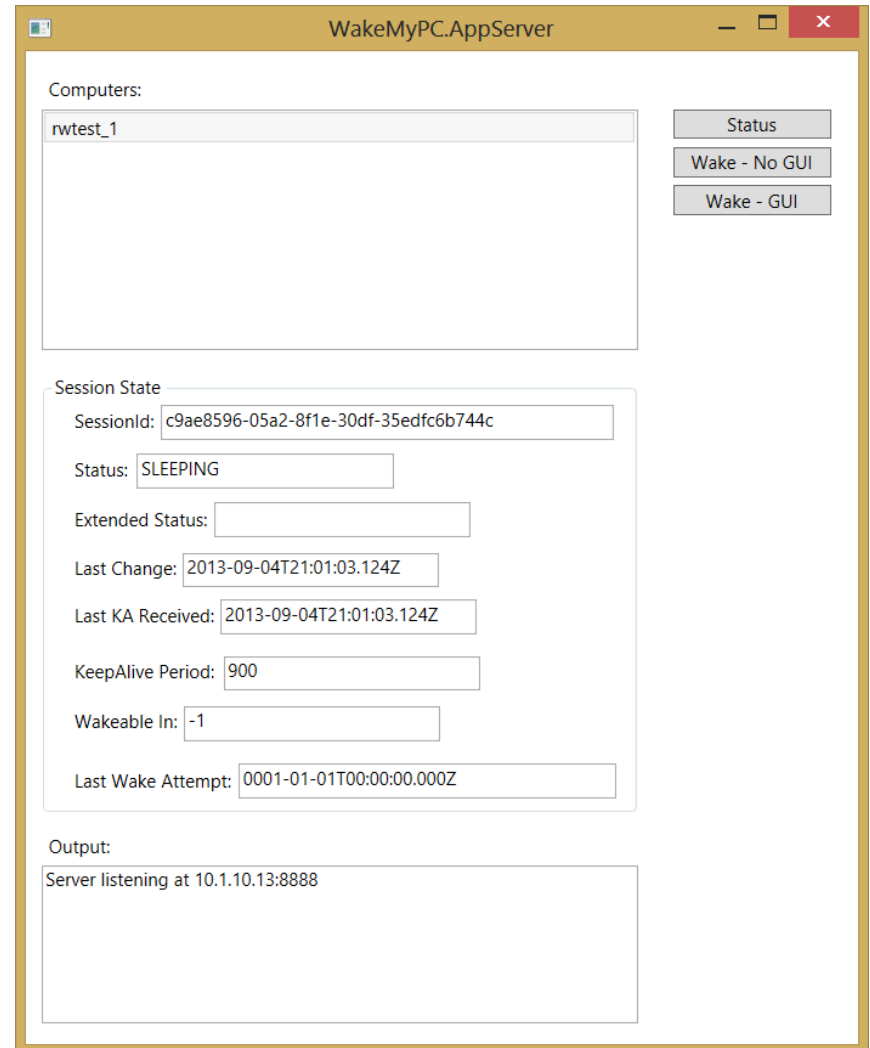 WakeMyPC.AppServer
Computers:
rwtest_1
Status
Wake - No GUI
Wake - GUI
Session State
SessionId: c9ae8596-05a2-8f1e-30df-35edfc6b744c
Status: SLEEPING
Extended Status:
Last Change: 2013-09-04T21:01:03.124Z
Last KA Received: 2013-09-04T21:01:03.124Z
KeepAlive Period: 900
Wakeable In: -1
Last Wake Attempt: 0001-01-01T00:00:00.000Z
Output:
Server listening at 10.1.10.13:8888